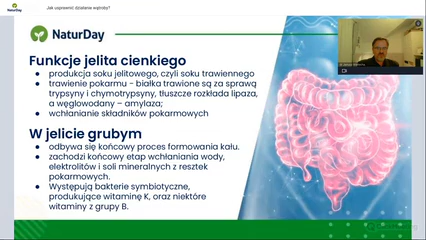 NaturDay
Jak usprawnić działanie wątroby?
NaturDay
Funkcje jelita cienkiego
● produkcja soku jelitowego, czyli soku trawiennego
● trawienie pokarmu - białka trawione są za sprawą
trypsyny i chymotrypsyny, tłuszcze rozkłada lipaza,
a węglowodany – amylaza;
● wchłanianie składników pokarmowych
W jelicie grubym
● odbywa się końcowy proces formowania kału.
● zachodzi końcowy etap wchłaniania wody,
elektrolitów i soli mineralnych z resztek
pokarmowych.
● Występują bakterie symbiotyczne,
produkujące witaminę K, oraz niektóre
witaminy z grupy B.